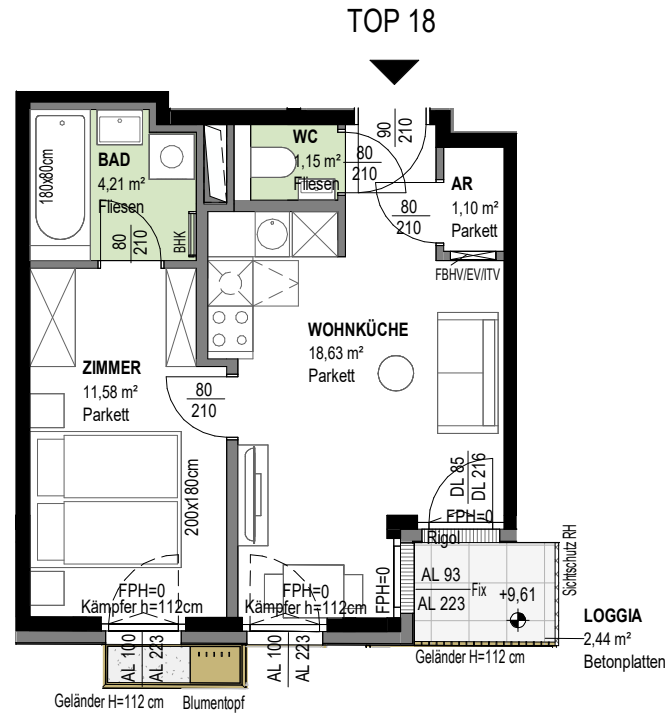 TOP 18
90
210
180x80cm
BAD
4,21 m²
Fliesen
WC
1,15 m²
Fliesen
80
210
AR
1,10 m²
Parkett
80
210
80
210
BHK
FBHV/EV/ITV
WOHNKÜCHE
18,63 m²
Parkett
ZIMMER
11,58 m²
Parkett
80
210
200x180cm
DL 85
DL 216
FPH=0
Rigol
Sichtschutz RH
FPH=0
Kämpfer h=112cm
FPH=0
Kämpfer h=112cm
FPH=0
AL 93
AL 223
Fix
+9,61
LOGGIA
2,44 m²
Betonplatten
AL 100
AL 223
AL 100
AL 223
Geländer H=112 cm
Geländer H=112 cm
Blumentopf